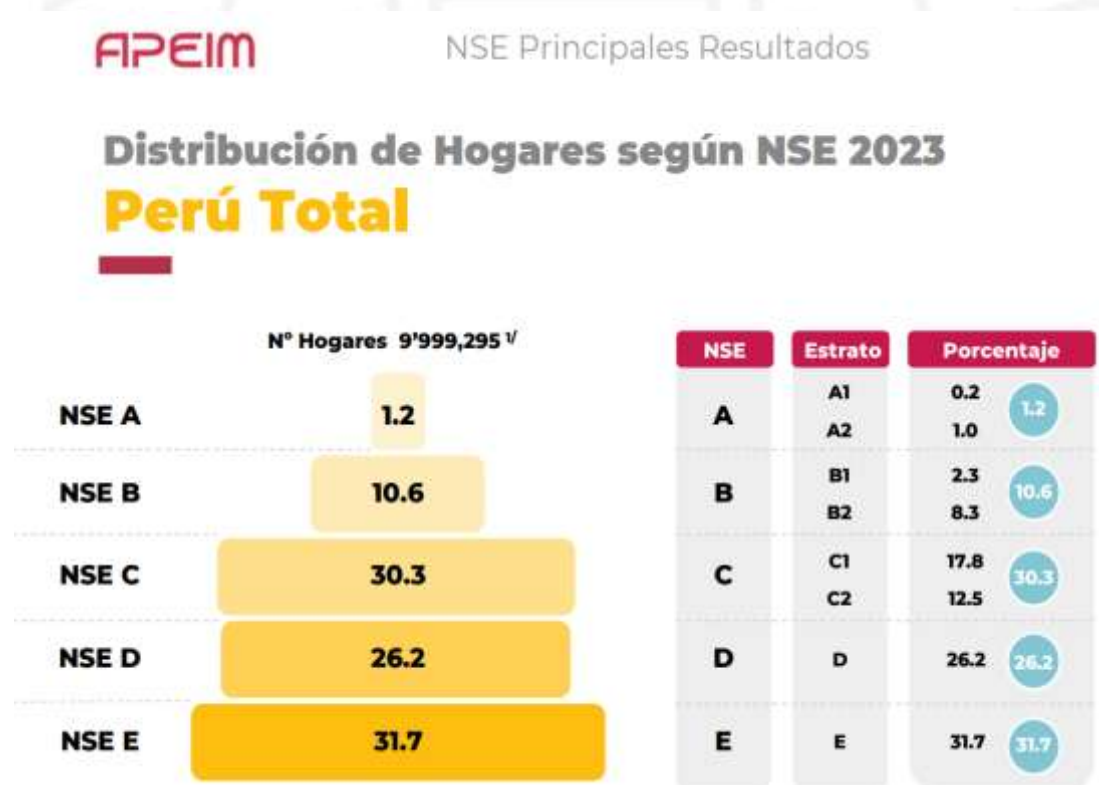 APEIM
NSE Principales Resultados
Distribución de Hogares según NSE 2023
Perú Total
Nº Hogares 9'999,295 1/
NSE A 1.2
NSE B 10.6
NSE C 30.3
NSE D 26.2
NSE E 31.7
NSE Estrato Porcentaje
A A1 0.2 1.2
A2 1.0
B B1 2.3 10.6
B2 8.3
C C1 17.8 30.3
C2 12.5
D D 26.2 26.2
E E 31.7 31.7